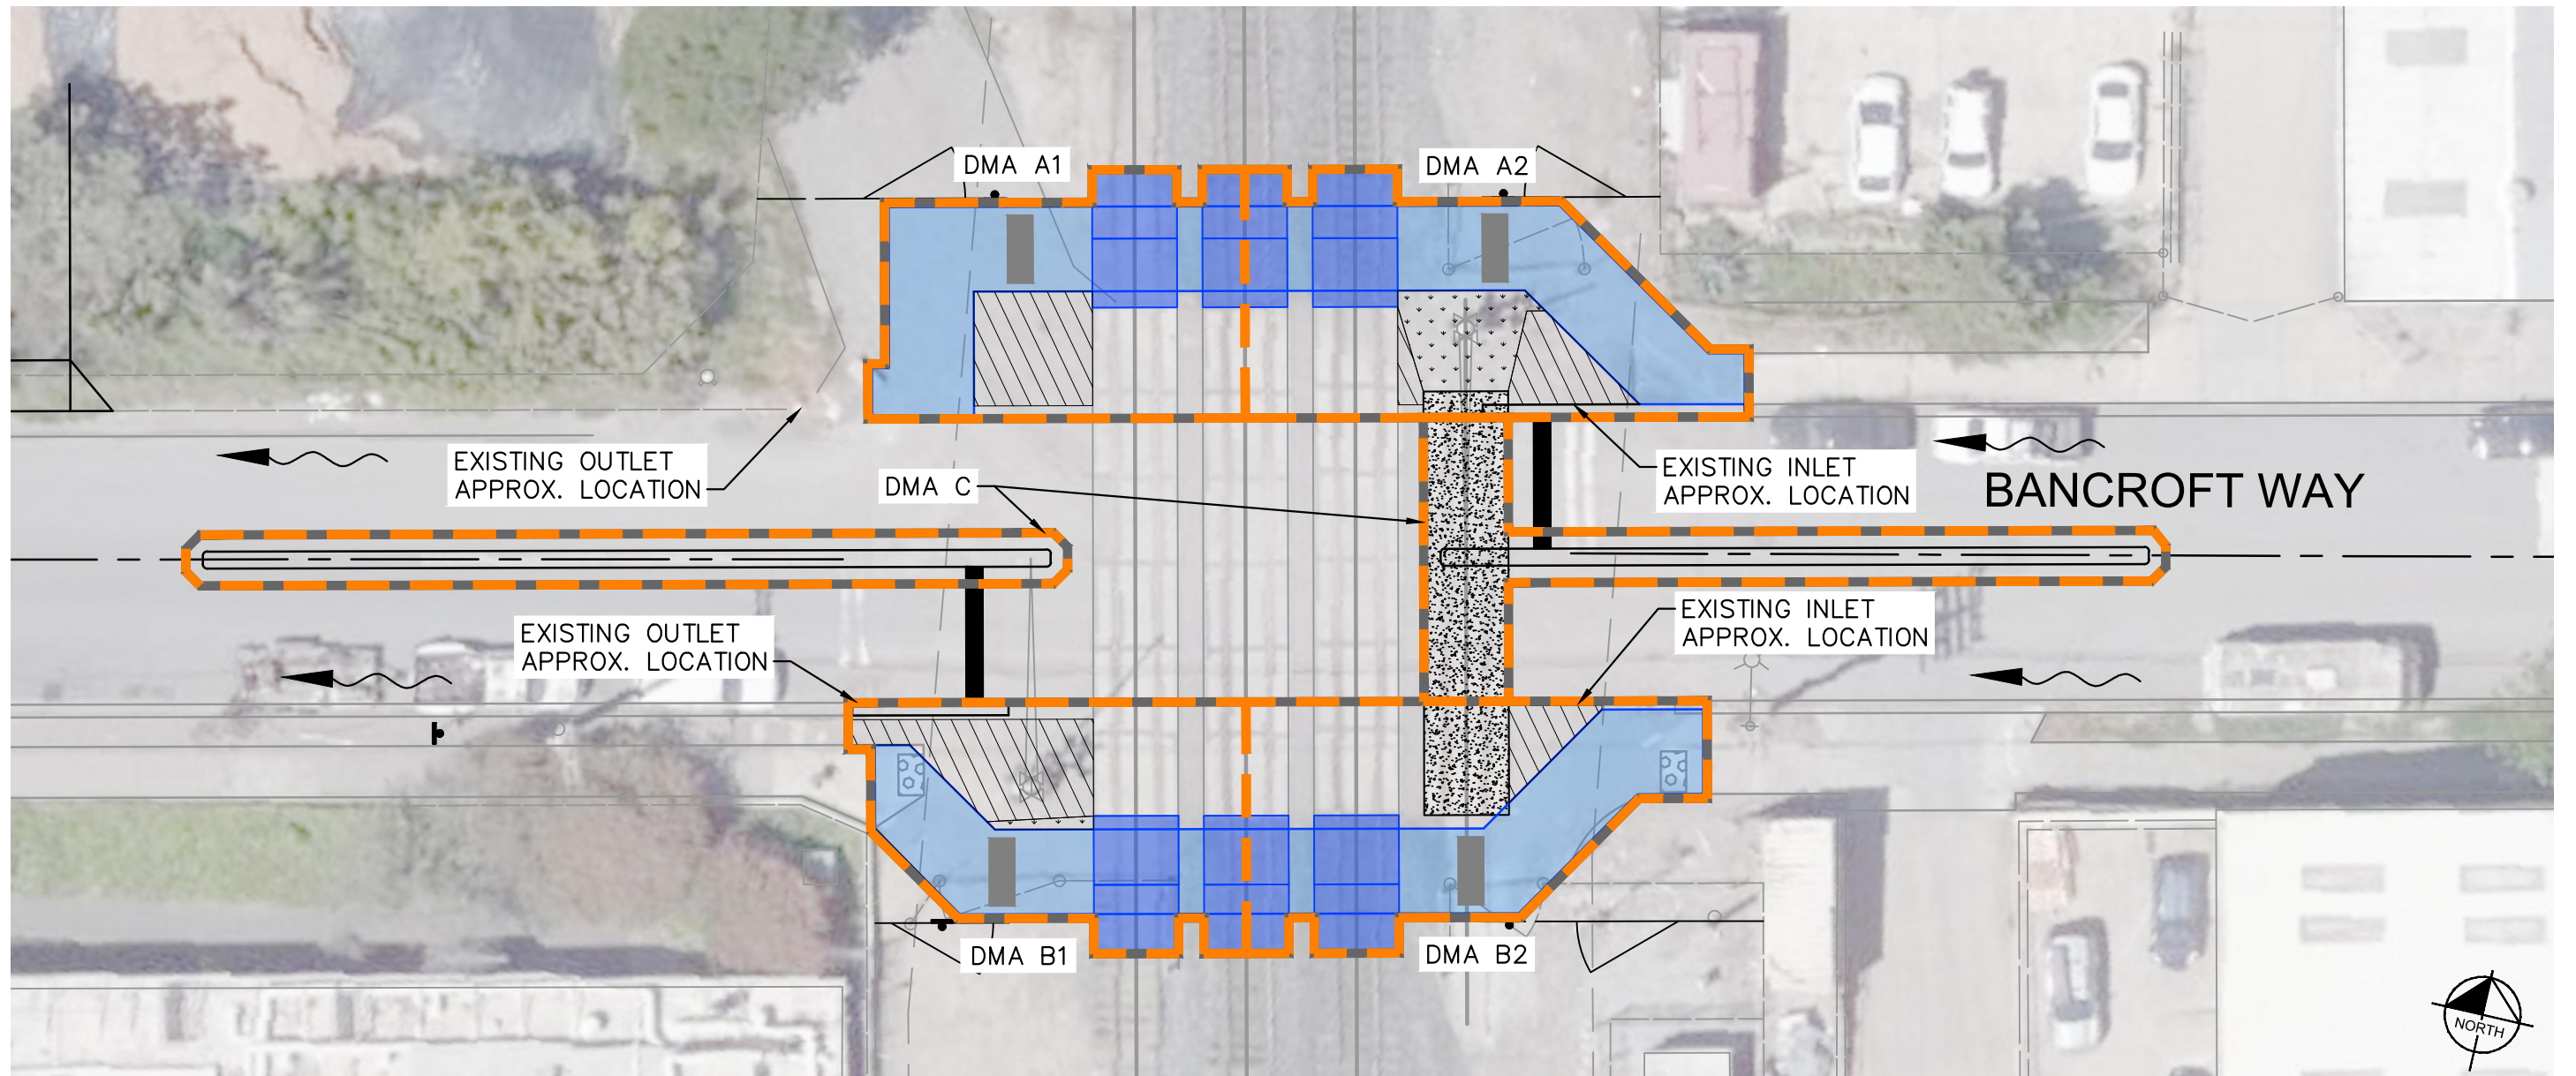 DMA A1
DMA A2
EXISTING OUTLET
APPROX. LOCATION
DMA C
EXISTING INLET
APPROX. LOCATION
BANCROFT WAY
EXISTING OUTLET
APPROX. LOCATION
EXISTING INLET
APPROX. LOCATION
DMA B1
DMA B2
NORTH